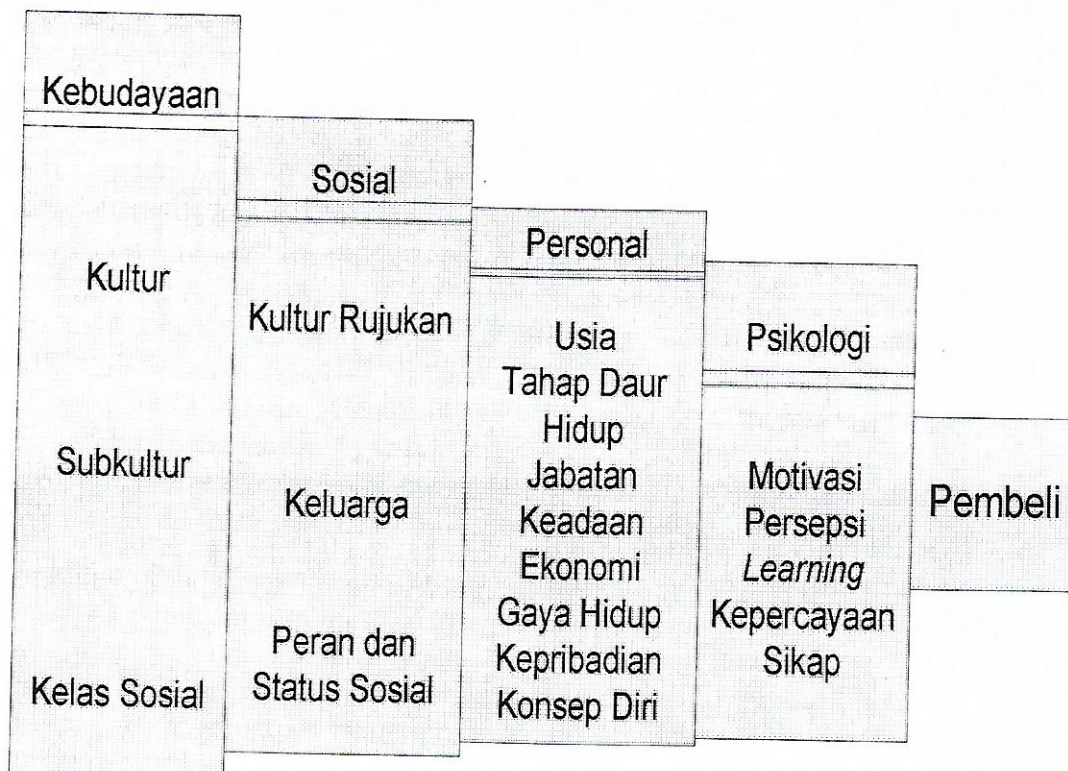 Kebudayaan
Kultur
Subkultur
Kelas Sosial
Sosial
Kultur Rujukan
Keluarga
Peran dan
Status Sosial
Personal
Usia
Tahap Daur
Hidup
Jabatan
Keadaan
Ekonomi
Gaya Hidup
Kepribadian
Konsep Diri
Psikologi
Motivasi
Persepsi
Learning
Kepercayaan
Sikap
Pembeli